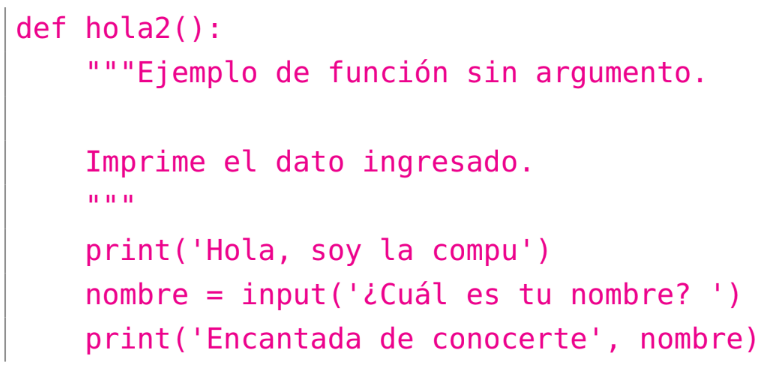 def hola2():
    """Ejemplo de función sin argumento.

    Imprime el dato ingresado.
    """
    print('Hola, soy la compu')
    nombre = input('¿Cuál es tu nombre? ')
    print('Encantada de conocerte', nombre)